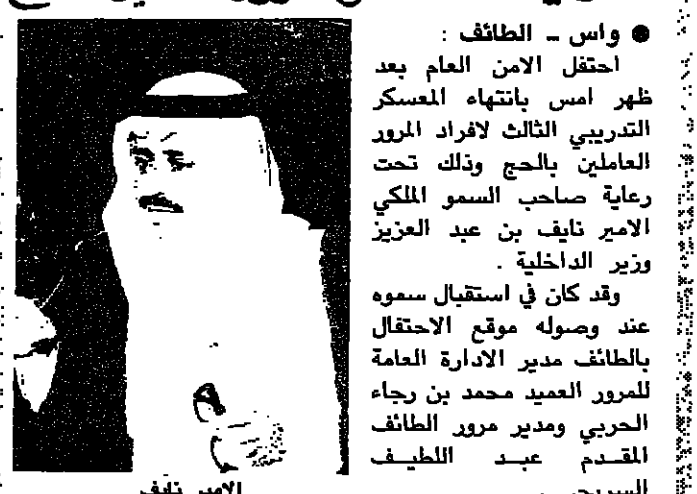 ● واس ــ الطائف :
احتفل الامن العام بعد
ظهر امس بانتهاء المعسكر
التدريبي الثالث لافراد المرور
العاملين بالحج وذلك تحت
رعاية صاحب السمو الملكي
الامير نايف بن عبد العزيز
وزير الداخلية .
وقد كان في استقبال سموه
عند وصوله موقع الاحتفال
بالطائف مدير الادارة العامة
للمرور العميد محمد بن رجاء
الحربي ومدير مرور الطائف
المقدم عبد اللطيف
الامير نايف